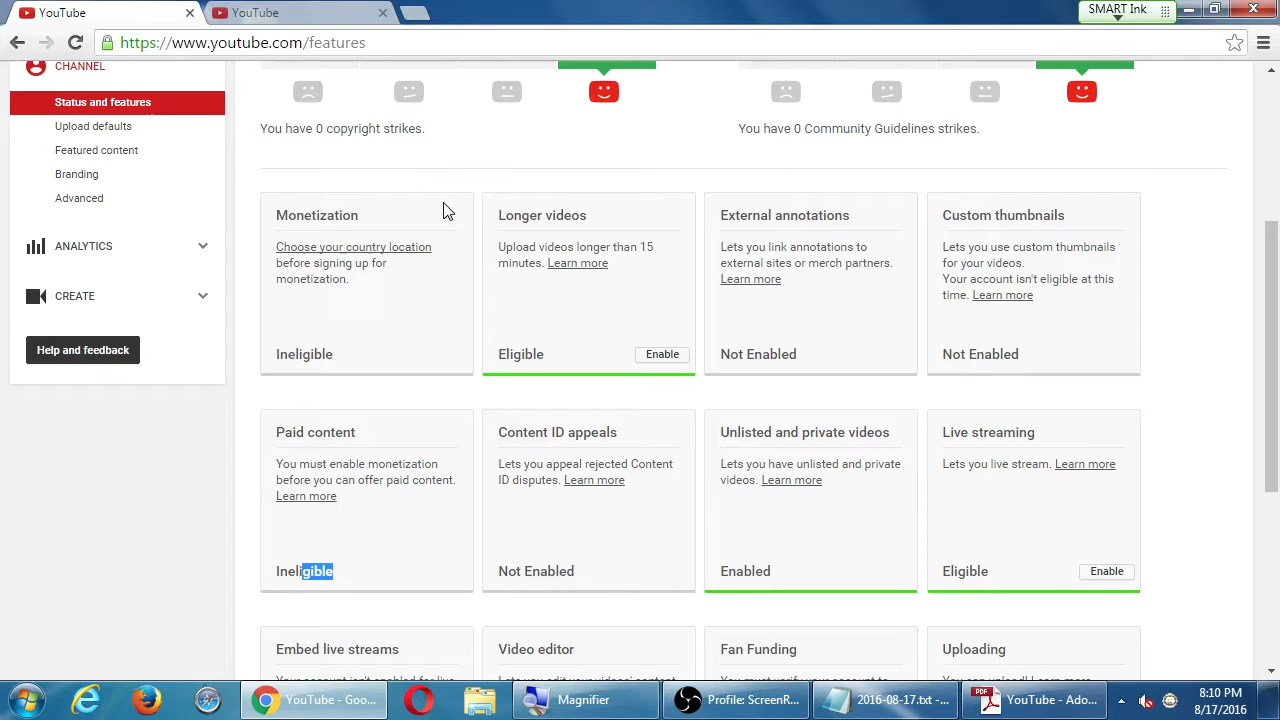 YouTube
YouTube
SMART Ink
https://www.youtube.com/features
CHANNEL
Status and features
Upload defaults
Featured content
Branding
Advanced
ANALYTICS
CREATE
Help and feedback
You have 0 copyright strikes.
You have 0 Community Guidelines strikes.
Monetization
Choose your country location
before signing up for
monetization.
Ineligible
Longer videos
Upload videos longer than 15
minutes. Learn more
Eligible
Enable
External annotations
Lets you link annotations to
external sites or merch partners.
Learn more
Not Enabled
Custom thumbnails
Lets you use custom thumbnails
for your videos.
Your account isn't eligible at this
time. Learn more
Not Enabled
Paid content
You must enable monetization
before you can offer paid content.
Learn more
Ineligible
Content ID appeals
Lets you appeal rejected Content
ID disputes. Learn more
Not Enabled
Unlisted and private videos
Lets you have unlisted and private
videos. Learn more
Enabled
Live streaming
Lets you live stream. Learn more
Eligible
Enable
Embed live streams
Video editor
Fan Funding
Uploading
YouTube - Goo...
Magnifier
Profile: ScreenR...
2016-08-17.txt -...
PDF
YouTube - Ado...
8:10 PM
8/17/2016